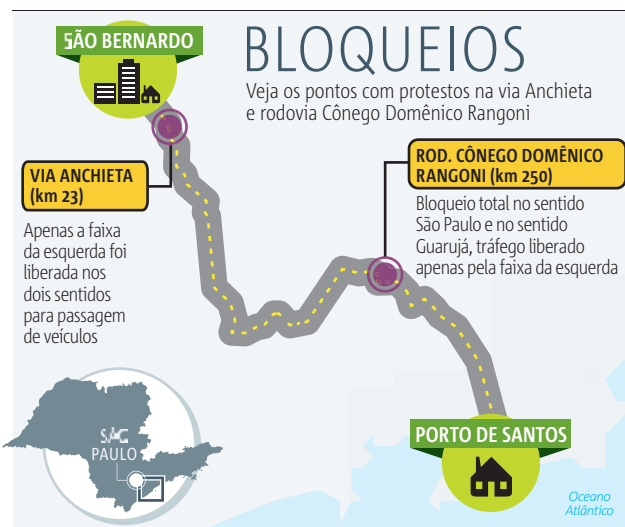 SÃO BERNARDO
BLOQUEIOS
Veja os pontos com protestos na via Anchieta
e rodovia Cônego Domênico Rangoni
VIA ANCHIETA
(km 23)
Apenas a faixa
da esquerda foi
liberada nos
dois sentidos
para passagem
de veículos
ROD. CÔNEGO DOMÊNICO
RANGONI (km 250)
Bloqueio total no sentido
São Paulo e no sentido
Guarujá, tráfego liberado
apenas pela faixa da esquerda
PAULO
PORTO DE SANTOS
Oceano
Atlântico